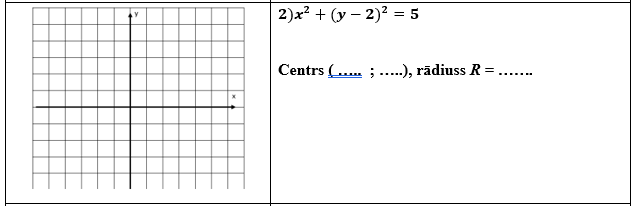 y
x
2)x² + (y − 2)² = 5
Centrs (..... ; .....), rādiuss R = .......